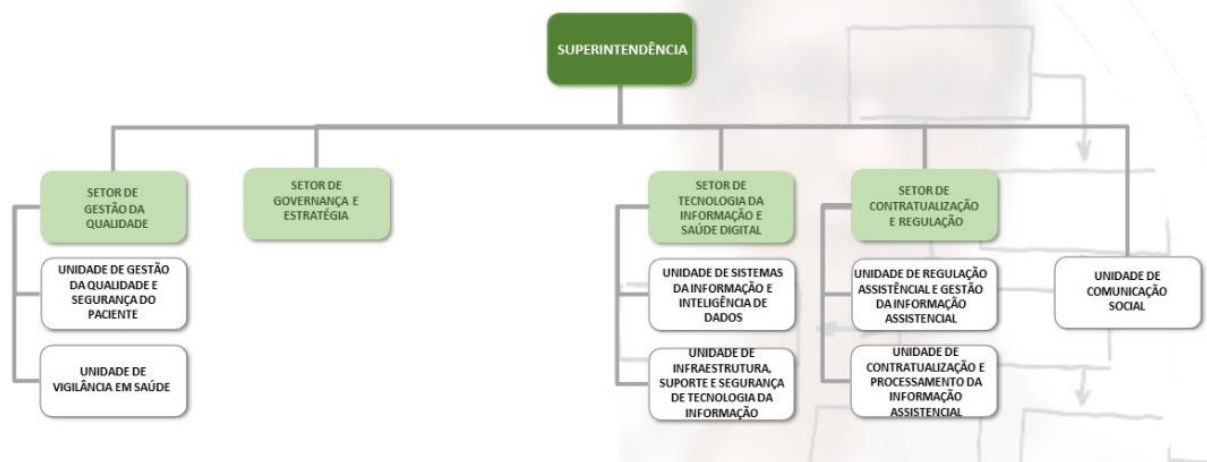 SUPERINTENDÊNCIA
SETOR DE
GESTÃO DA
QUALIDADE
SETOR DE
GOVERNANÇA E
ESTRATÉGIA
SETOR DE
TECNOLOGIA DA
INFORMAÇÃO E
SAÚDE DIGITAL
SETOR DE
CONTRATUALIZAÇÃO
E REGULAÇÃO
UNIDADE DE GESTÃO
DA QUALIDADE E
SEGURANÇA DO
PACIENTE
UNIDADE DE SISTEMAS
DA INFORMAÇÃO E
INTELIGÊNCIA DE
DADOS
UNIDADE DE REGULAÇÃO
ASSISTÊNCIAL E GESTÃO
DA INFORMAÇÃO
ASSISTENCIAL
UNIDADE DE
COMUNICAÇÃO
SOCIAL
UNIDADE DE
VIGILÂNCIA EM SAÚDE
UNIDADE DE
INFRAESTRUTURA,
SUPORTE E SEGURANÇA
DE TECNOLOGIA DA
INFORMAÇÃO
UNIDADE DE
CONTRATUALIZAÇÃO E
PROCESSAMENTO DA
INFORMAÇÃO
ASSISTENCIAL